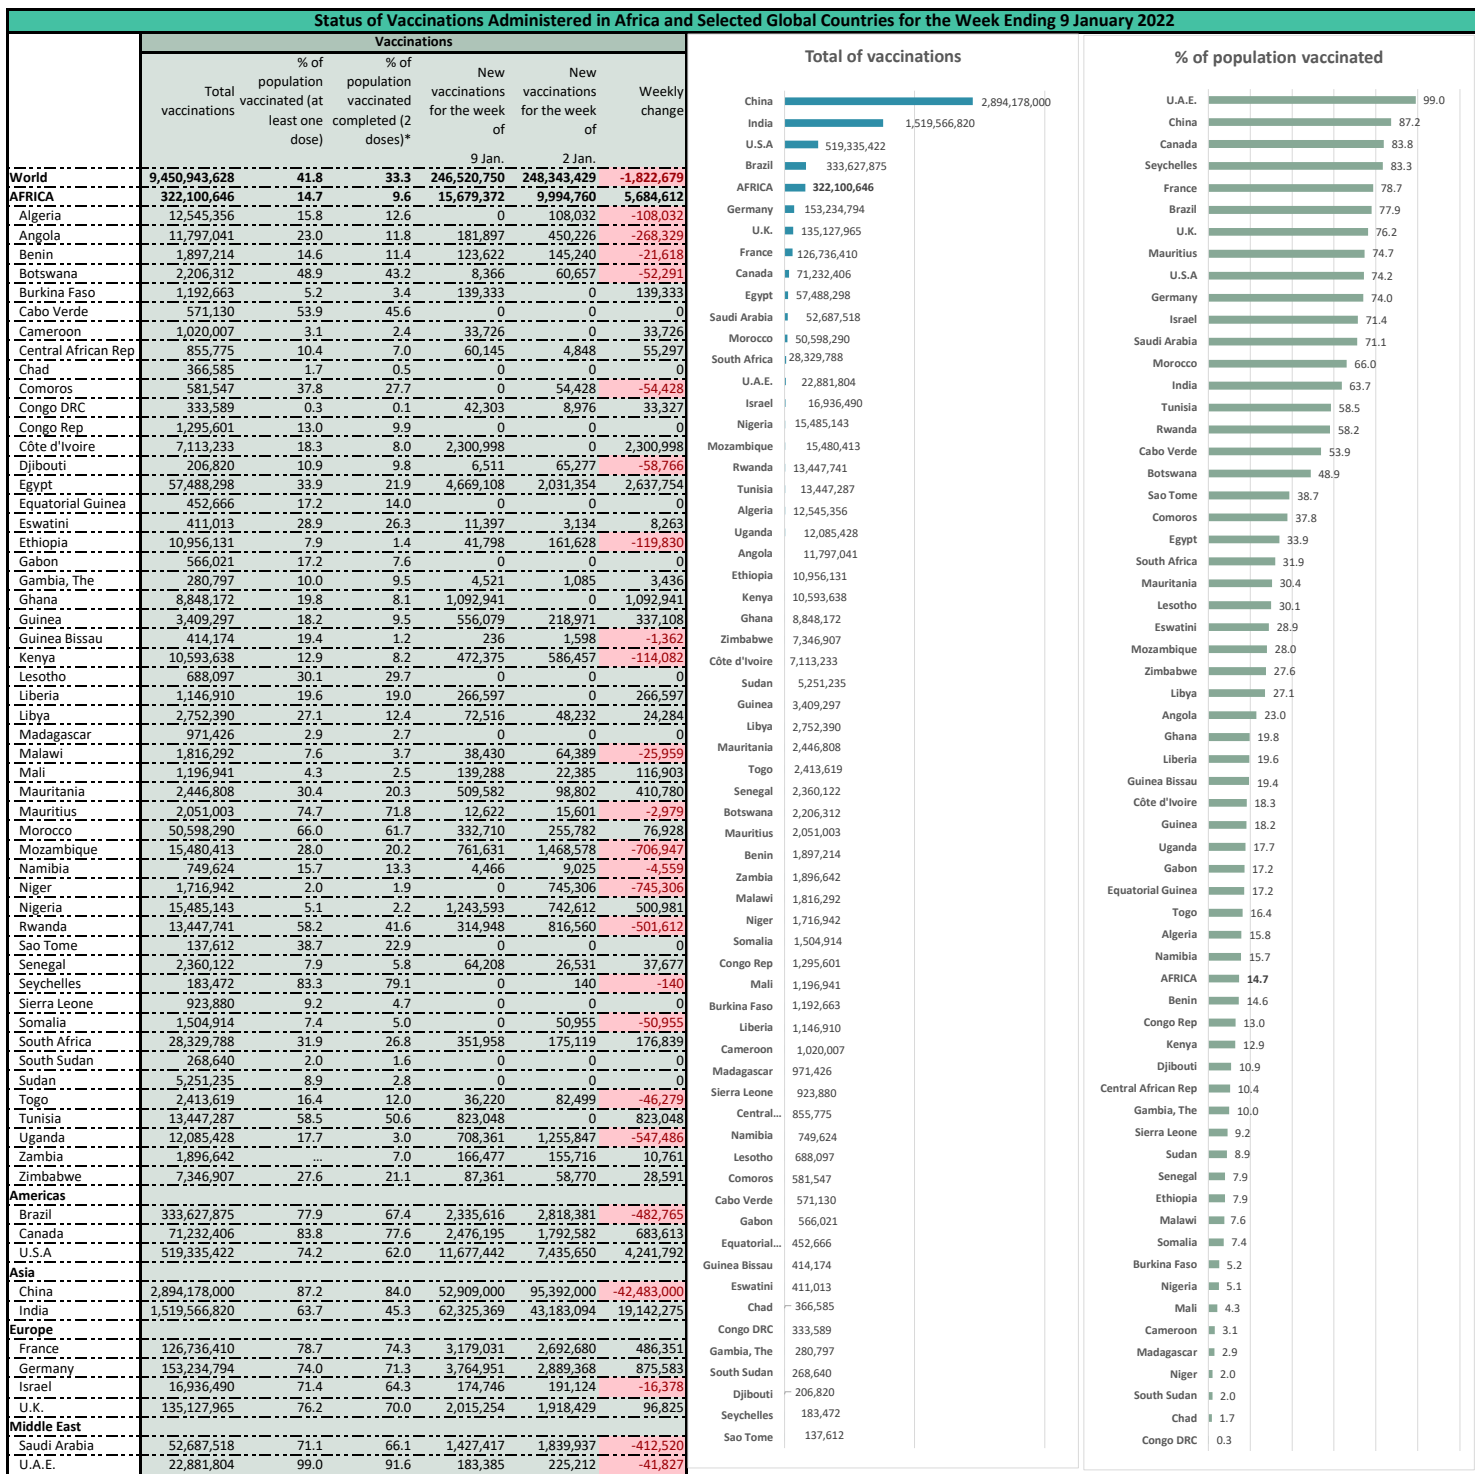 Status of Vaccinations Administered in Africa and Selected Global Countries for the Week Ending 9 January 2022
Vaccinations
Total vaccinations
% of population vaccinated (at least one dose)
% of population vaccinated completed (2 doses)*
New vaccinations for the week of 9 Jan.
New vaccinations for the week of 2 Jan.
Weekly change
World 9,450,943,628 41.8 33.3 246,520,750 248,343,429 -1,822,679
AFRICA 322,100,646 14.7 9.6 15,679,372 9,994,760 5,684,612
Algeria 12,545,356 15.8 12.6 0 108,032 -108,032
Angola 11,797,041 23.0 11.8 181,897 450,226 -268,329
Benin 1,897,214 14.6 11.4 123,622 145,240 -21,618
Botswana 2,206,312 48.9 43.2 8,366 60,657 -52,291
Burkina Faso 1,192,663 5.2 3.4 139,333 0 139,333
Cabo Verde 571,130 53.9 45.6 0 0 0
Cameroon 1,020,007 3.1 2.4 33,726 0 33,726
Central African Rep 855,775 10.4 7.0 60,145 4,848 55,297
Chad 366,585 1.7 0.5 0 0 0
Comoros 581,547 37.8 27.7 0 54,428 -54,428
Congo DRC 333,589 0.3 0.1 42,303 8,976 33,327
Congo Rep 1,295,601 13.0 9.9 0 0 0
Côte d'Ivoire 7,113,233 18.3 8.0 2,300,998 0 2,300,998
Djibouti 206,820 10.9 9.8 6,511 65,277 -58,766
Egypt 57,488,298 33.9 21.9 4,669,108 2,031,354 2,637,754
Equatorial Guinea 452,666 17.2 14.0 0 0 0
Eswatini 411,013 28.9 26.3 11,397 3,134 8,263
Ethiopia 10,956,131 7.9 1.4 41,798 161,628 -119,830
Gabon 566,021 17.2 7.6 0 0 0
Gambia, The 280,797 10.0 9.5 4,521 1,085 3,436
Ghana 8,848,172 19.8 8.1 1,092,941 0 1,092,941
Guinea 3,409,297 18.2 9.5 556,079 218,971 337,108
Guinea Bissau 414,174 19.4 1.2 236 1,598 -1,362
Kenya 10,593,638 12.9 8.2 472,375 586,457 -114,082
Lesotho 688,097 30.1 29.7 0 0 0
Liberia 1,146,910 19.6 19.0 266,597 0 266,597
Libya 2,752,390 27.1 12.4 72,516 48,232 24,284
Madagascar 971,426 2.9 2.7 0 0 0
Malawi 1,816,292 7.6 3.7 38,430 64,389 -25,959
Mali 1,196,941 4.3 2.5 139,288 22,385 116,903
Mauritania 2,446,808 30.4 20.3 509,582 98,802 410,780
Mauritius 2,051,003 74.7 71.8 12,622 15,601 -2,979
Morocco 50,598,290 66.0 61.7 332,710 255,782 76,928
Mozambique 15,480,413 28.0 20.2 761,631 1,468,578 -706,947
Namibia 749,624 15.7 13.3 4,466 9,025 -4,559
Niger 1,716,942 2.0 1.9 0 745,306 -745,306
Nigeria 15,485,143 5.1 2.2 1,243,593 742,612 500,981
Rwanda 13,447,741 58.2 41.6 314,948 816,560 -501,612
Sao Tome 137,612 38.7 22.9 0 0 0
Senegal 2,360,122 7.9 5.8 64,208 26,531 37,677
Seychelles 183,472 83.3 79.1 0 140 -140
Sierra Leone 923,880 9.2 4.7 0 0 0
Somalia 1,504,914 7.4 5.0 0 50,955 -50,955
South Africa 28,329,788 31.9 26.8 351,958 175,119 176,839
South Sudan 268,640 2.0 1.6 0 0 0
Sudan 5,251,235 8.9 2.8 0 0 0
Togo 2,413,619 16.4 12.0 36,220 82,499 -46,279
Tunisia 13,447,287 58.5 50.6 823,048 0 823,048
Uganda 12,085,428 17.7 3.0 708,361 1,255,847 -547,486
Zambia 1,896,642 ... 7.0 166,477 155,716 10,761
Zimbabwe 7,346,907 27.6 21.1 87,361 58,770 28,591
Americas
Brazil 333,627,875 77.9 67.4 2,335,616 2,818,381 -482,765
Canada 71,232,406 83.8 77.6 2,476,195 1,792,582 683,613
U.S.A 519,335,422 74.2 62.0 11,677,442 7,435,650 4,241,792
Asia
China 2,894,178,000 87.2 84.0 52,909,000 95,392,000 -42,483,000
India 1,519,566,820 63.7 45.3 62,325,369 43,183,094 19,142,275
Europe
France 126,736,410 78.7 74.3 3,179,031 2,692,680 486,351
Germany 153,234,794 74.0 71.3 3,764,951 2,889,368 875,583
Israel 16,936,490 71.4 64.3 174,746 191,124 -16,378
U.K. 135,127,965 76.2 70.0 2,015,254 1,918,429 96,825
Middle East
Saudi Arabia 52,687,518 71.1 66.1 1,427,417 1,839,937 -412,520
U.A.E. 22,881,804 99.0 91.6 183,385 225,212 -41,827
Total of vaccinations
China 2,894,178,000
India 1,519,566,820
U.S.A 519,335,422
Brazil 333,627,875
AFRICA 322,100,646
Germany 153,234,794
U.K. 135,127,965
France 126,736,410
Canada 71,232,406
Egypt 57,488,298
Saudi Arabia 52,687,518
Morocco 50,598,290
South Africa 28,329,788
U.A.E. 22,881,804
Israel 16,936,490
Nigeria 15,485,143
Mozambique 15,480,413
Rwanda 13,447,741
Tunisia 13,447,287
Algeria 12,545,356
Uganda 12,085,428
Angola 11,797,041
Ethiopia 10,956,131
Kenya 10,593,638
Ghana 8,848,172
Zimbabwe 7,346,907
Côte d'Ivoire 7,113,233
Sudan 5,251,235
Guinea 3,409,297
Libya 2,752,390
Mauritania 2,446,808
Togo 2,413,619
Senegal 2,360,122
Botswana 2,206,312
Mauritius 2,051,003
Benin 1,897,214
Zambia 1,896,642
Malawi 1,816,292
Niger 1,716,942
Somalia 1,504,914
Congo Rep 1,295,601
Mali 1,196,941
Burkina Faso 1,192,663
Liberia 1,146,910
Cameroon 1,020,007
Madagascar 971,426
Sierra Leone 923,880
Central... 855,775
Namibia 749,624
Lesotho 688,097
Comoros 581,547
Cabo Verde 571,130
Gabon 566,021
Equatorial... 452,666
Guinea Bissau 414,174
Eswatini 411,013
Chad 366,585
Congo DRC 333,589
Gambia, The 280,797
South Sudan 268,640
Djibouti 206,820
Seychelles 183,472
Sao Tome 137,612
% of population vaccinated
U.A.E. 99.0
China 87.2
Canada 83.8
Seychelles 83.3
France 78.7
Brazil 77.9
U.K. 76.2
Mauritius 74.7
U.S.A 74.2
Germany 74.0
Israel 71.4
Saudi Arabia 71.1
Morocco 66.0
India 63.7
Tunisia 58.5
Rwanda 58.2
Cabo Verde 53.9
Botswana 48.9
Sao Tome 38.7
Comoros 37.8
Egypt 33.9
South Africa 31.9
Mauritania 30.4
Lesotho 30.1
Eswatini 28.9
Mozambique 28.0
Zimbabwe 27.6
Libya 27.1
Angola 23.0
Ghana 19.8
Liberia 19.6
Guinea Bissau 19.4
Côte d'Ivoire 18.3
Guinea 18.2
Uganda 17.7
Gabon 17.2
Equatorial Guinea 17.2
Togo 16.4
Algeria 15.8
Namibia 15.7
AFRICA 14.7
Benin 14.6
Congo Rep 13.0
Kenya 12.9
Djibouti 10.9
Central African Rep 10.4
Gambia, The 10.0
Sierra Leone 9.2
Sudan 8.9
Senegal 7.9
Ethiopia 7.9
Malawi 7.6
Somalia 7.4
Burkina Faso 5.2
Nigeria 5.1
Mali 4.3
Cameroon 3.1
Madagascar 2.9
Niger 2.0
South Sudan 2.0
Chad 1.7
Congo DRC 0.3